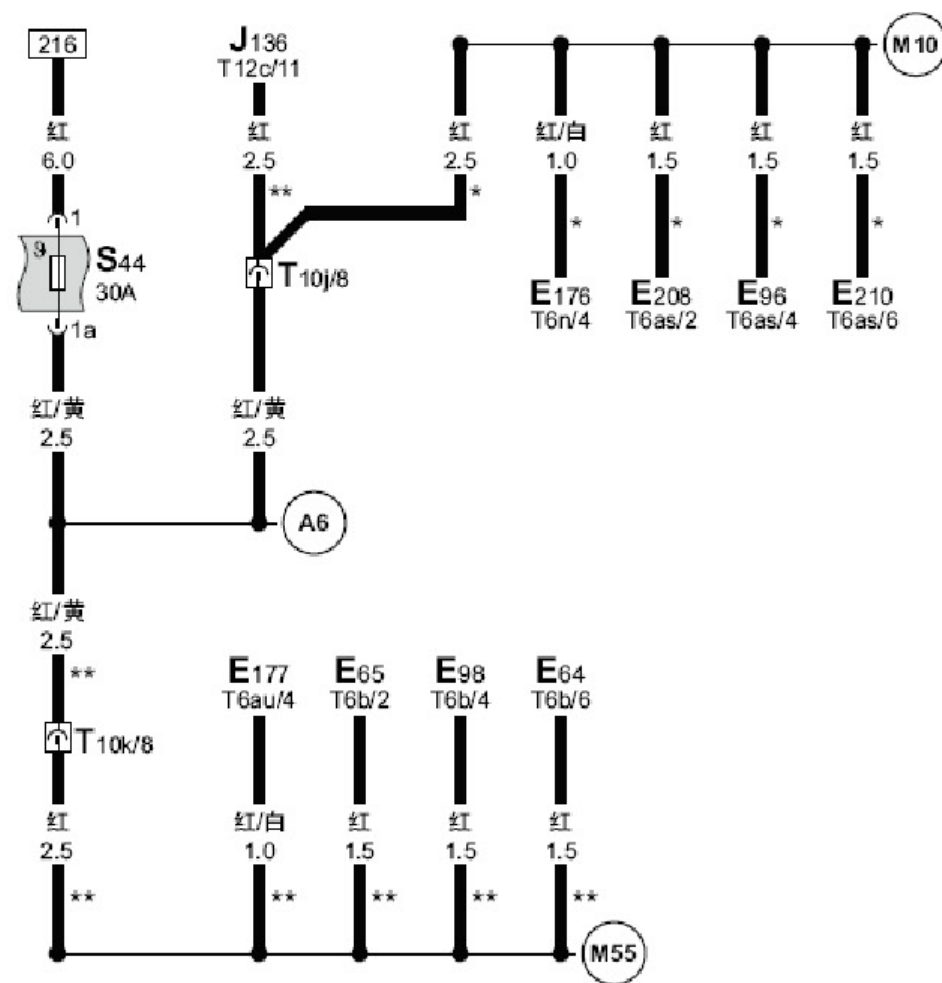 216
J136
T12c/11
M10
红
6.0
红
2.5
**
红
2.5
*
红/白
1.0
*
红
1.5
*
红
1.5
*
红
1.5
*
1
9
S44
30A
1a
T10j/8
E176
T6n/4
E208
T6as/2
E96
T6as/4
E210
T6as/6
红/黄
2.5
红/黄
2.5
A6
红/黄
2.5
**
T10k/8
E177
T6au/4
E65
T6b/2
E98
T6b/4
E64
T6b/6
红
2.5
**
红/白
1.0
**
红
1.5
**
红
1.5
**
红
1.5
**
M55